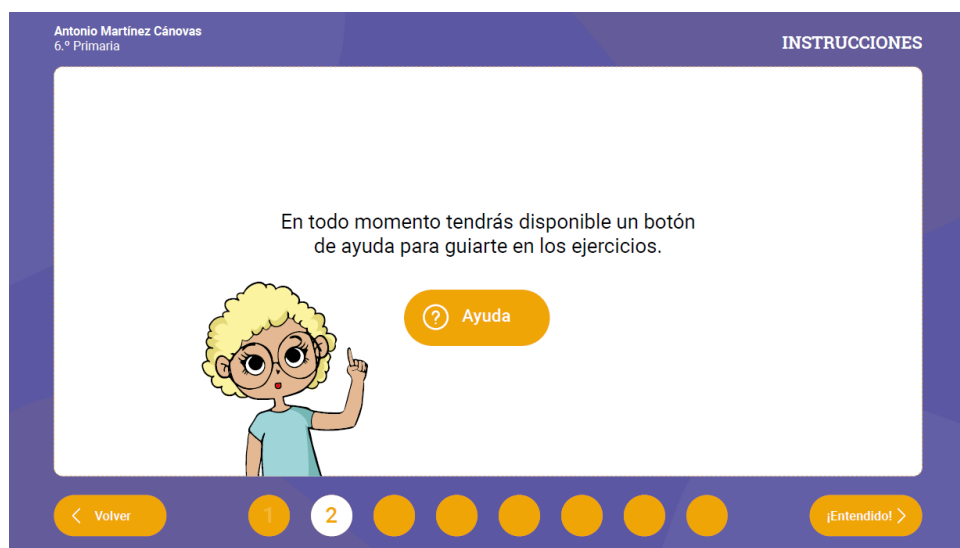 Antonio Martínez Cánovas
6.º Primaria
INSTRUCCIONES
En todo momento tendrás disponible un botón
de ayuda para guiarte en los ejercicios.
? Ayuda
< Volver
1
2
¡Entendido! >